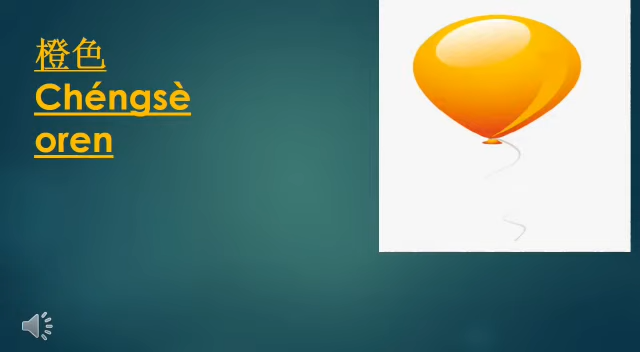 橙色
Chéngsè
oren